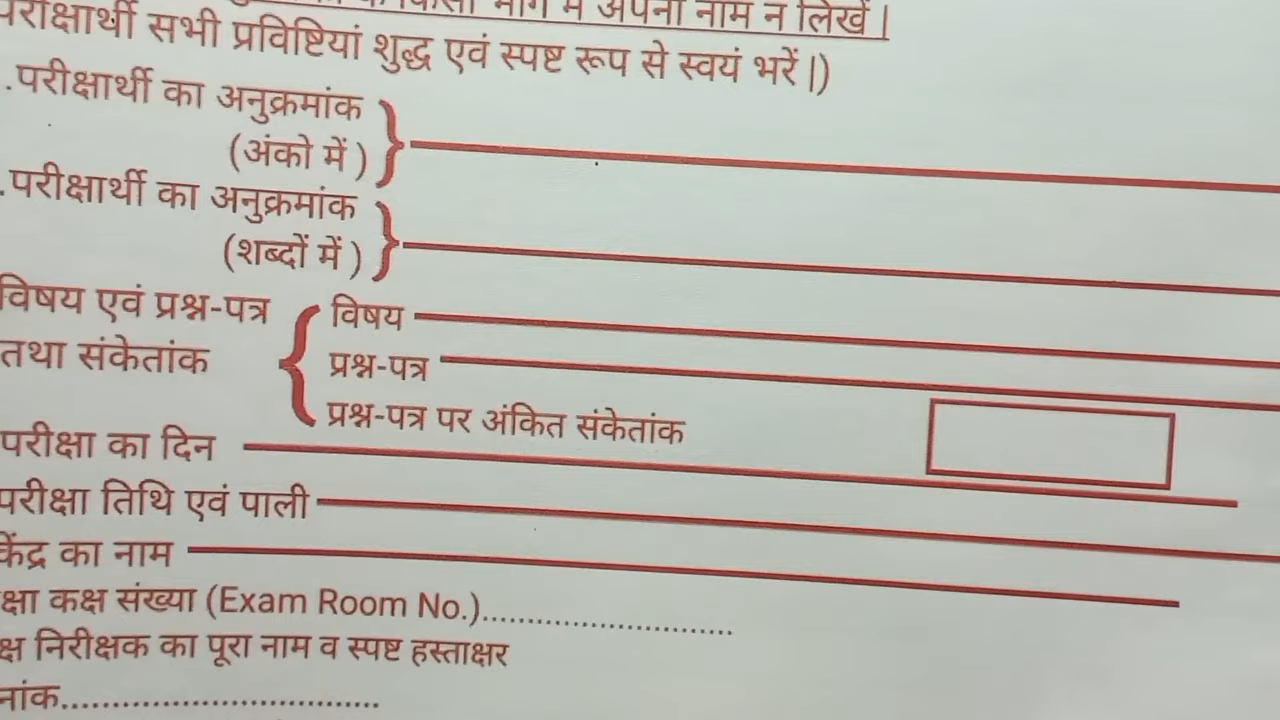 भाग में अपना नाम न लिखें।
परीक्षार्थी सभी प्रविष्टियां शुद्ध एवं स्पष्ट रूप से स्वयं भरें।)
.परीक्षार्थी का अनुक्रमांक
(अंको में)
.परीक्षार्थी का अनुक्रमांक
(शब्दों में)
विषय एवं प्रश्न-पत्र
तथा संकेतांक
विषय
प्रश्न-पत्र
प्रश्न-पत्र पर अंकित संकेतांक
परीक्षा का दिन
परीक्षा तिथि एवं पाली
केंद्र का नाम
क्षा कक्ष संख्या (Exam Room No.)..............................
क्ष निरीक्षक का पूरा नाम व स्पष्ट हस्ताक्षर
नांक.................................